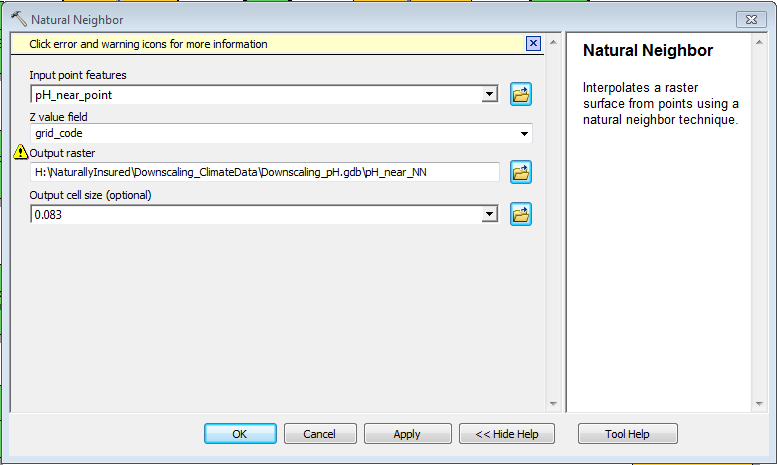 Natural Neighbor
Click error and warning icons for more information
Input point features
pH_near_point
Z value field
grid_code
Output raster
H:\NaturallyInsured\Downscaling_ClimateData\Downscaling_pH.gdb\pH_near_NN
Output cell size (optional)
0.083
OK
Cancel
Apply
<< Hide Help
Natural Neighbor
Interpolates a raster
surface from points using a
natural neighbor technique.
Tool Help